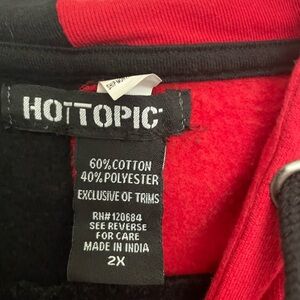 HOTTOPIC
60% COTTON
40% POLYESTER
EXCLUSIVE OF TRIMS
RN#120684
SEE REVERSE
FOR CARE
MADE IN INDIA
2X